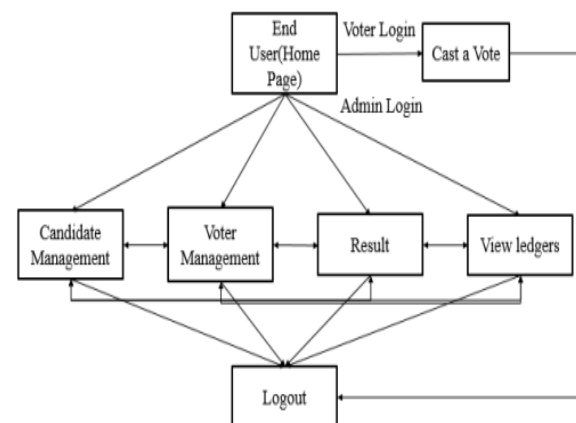 End
User(Home
Page)
Voter Login
Cast a Vote
Admin Login
Candidate
Management
Voter
Management
Result
View ledgers
Logout